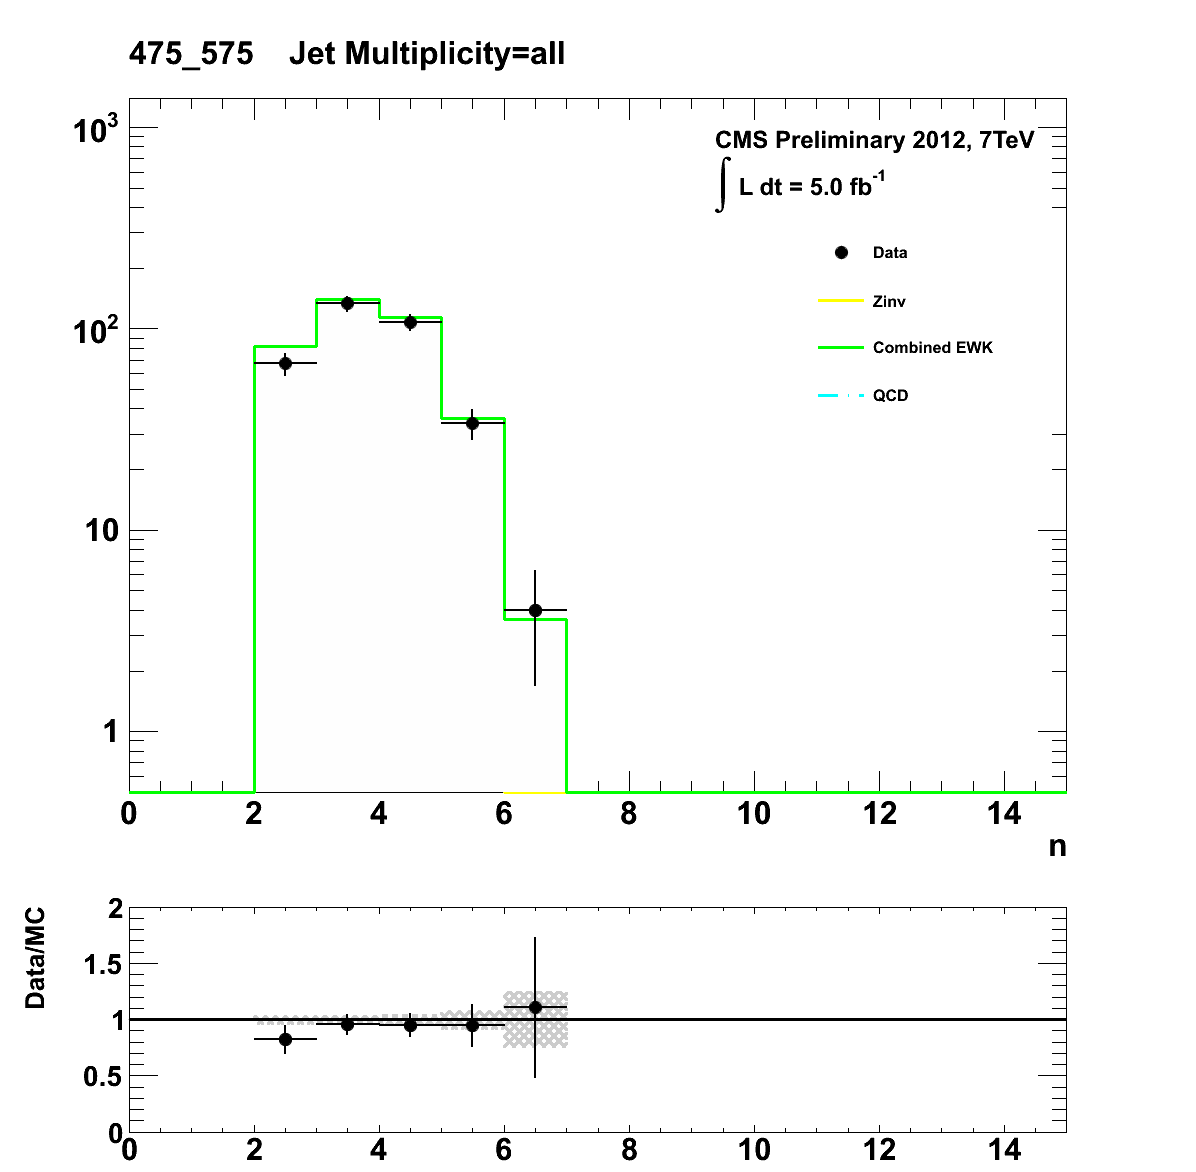 475_575    Jet Multiplicity=all
CMS Preliminary 2012, 7TeV
∫ L dt = 5.0 fb⁻¹
Data
Zinv
Combined EWK
QCD
10³
10²
10
1
0 2 4 6 8 10 12 14
n
Data/MC
2
1.5
1
0.5
0
0 2 4 6 8 10 12 14